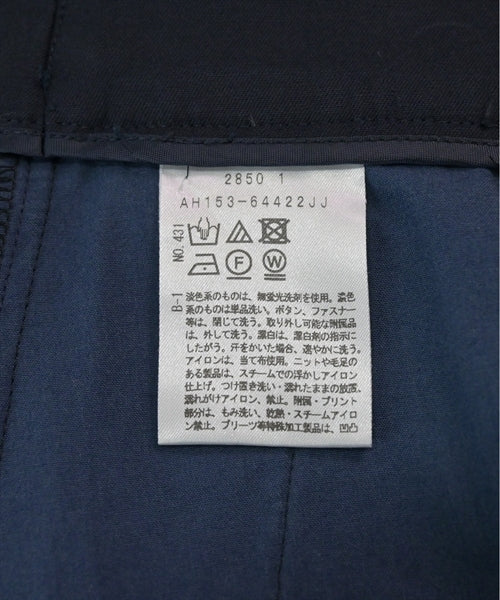 2850 1
AH153-64422JJ
NO.431
F W
B-1
淡色系のものは、無蛍光洗剤を使用。濃色
系のものは単品洗い。ボタン、ファスナー
等は、閉じて洗う。取り外し可能な附属品
は、外して洗う。漂白は、漂白剤の指示に
したがう。汗をかいた場合、速やかに洗う。
アイロンは、当て布使用。ニットや毛足の
ある製品は、スチームでの浮かしアイロン
仕上げ。つけ置き洗い・濡れたままの放置、
濡れがけアイロン、禁止。附属・プリント
部分は、もみ洗い、乾熱・スチームアイロ
ン禁止。プリーツ等特殊加工製品は、凹凸